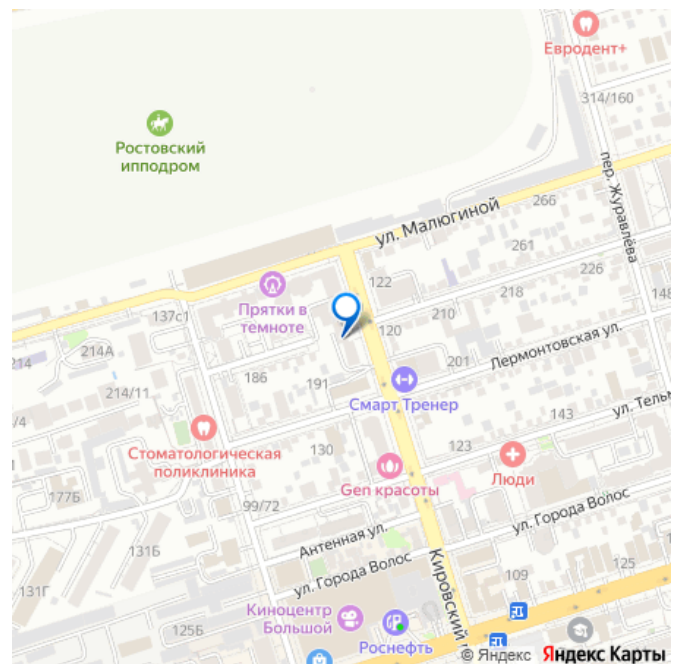 Евродент+
314/160
Ростовский
ипподром
пер. Журавлёва
ул. Малюгиной
266
261
226
122
218
210
148
Прятки в
темноте
137с1
120
214
214А
201
Лермонтовская ул.
186
191
214/11
Смарт Тренер
143
/4
ул. Тельм
Стоматологическая
поликлиника
130
123
Люди
Gen красоты
177Б
99/72
Антенная ул.
ул. Города Волос
131Б
ул. Города Волос
Кировский
109
125
131Г
Киноцентр
Большой
125Б
Роснефть
© Яндекс Яндекс Карты